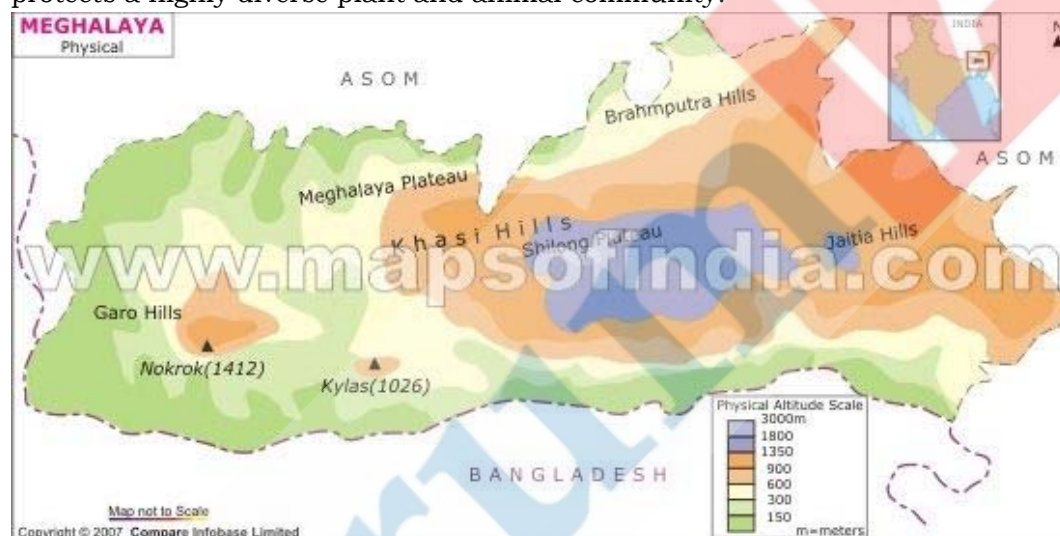 protects a highly diverse plant and animal community.
MEGHALAYA
Physical
INDIA
N
ASOM
Brahmputra Hills
ASOM
Meghalaya Plateau
Khasi Hills
Shilong Plateau
Jaitia Hills
www.mapsofindia.com
Garo Hills
Nokrok(1412)
Kylas(1026)
Physical Altitude Scale
3000m
1800
1350
900
600
300
150
m=meters
BANGLADESH
Map not to Scale
Copyright © 2007 Compare Infobase Limited